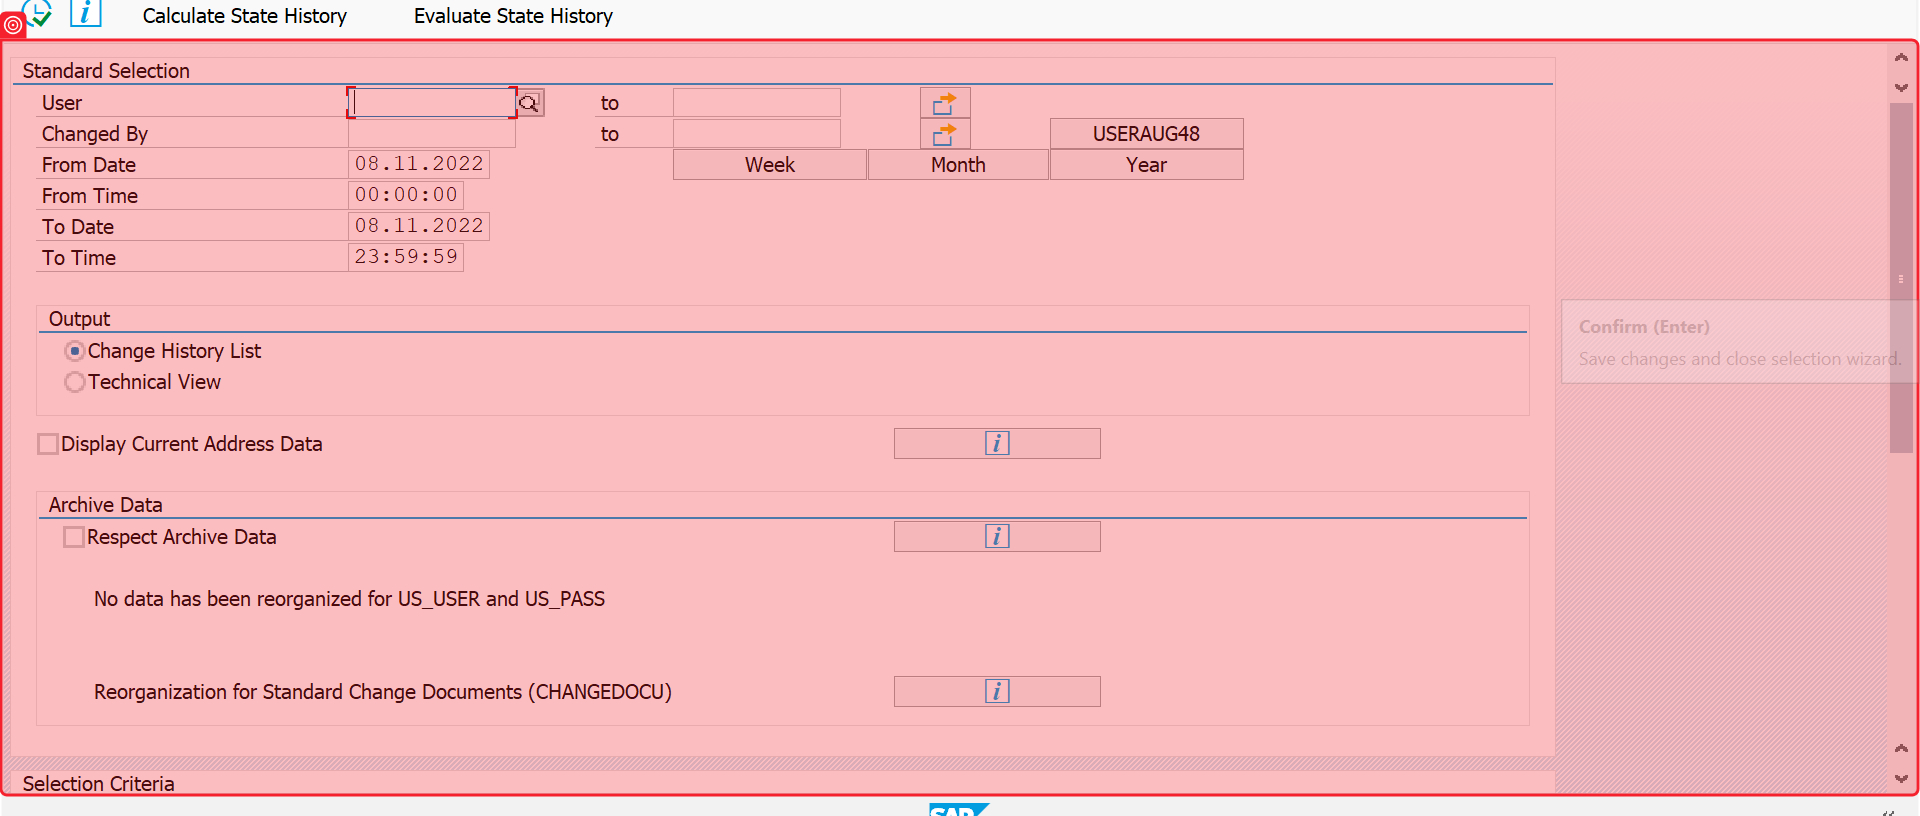 Calculate State History Evaluate State History
Standard Selection
User to
Changed By to USERAUG48
From Date 08.11.2022 Week Month Year
From Time 00:00:00
To Date 08.11.2022
To Time 23:59:59
Output
Change History List
Technical View
Confirm (Enter)
Save changes and close selection wizard.
Display Current Address Data i
Archive Data
Respect Archive Data i
No data has been reorganized for US_USER and US_PASS
Reorganization for Standard Change Documents (CHANGEDOCU) i
Selection Criteria
SAP